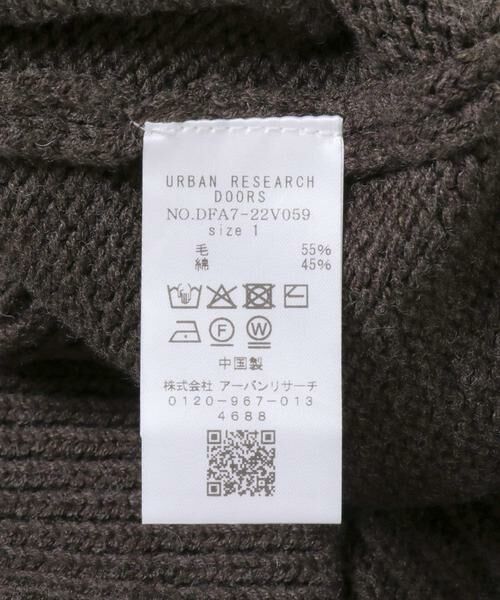 URBAN RESEARCH
DOORS
NO.DFA7-22V059
size 1
毛 55%
綿 45%
F W
中国製
株式会社 アーバンリサーチ
0120-967-013
4688